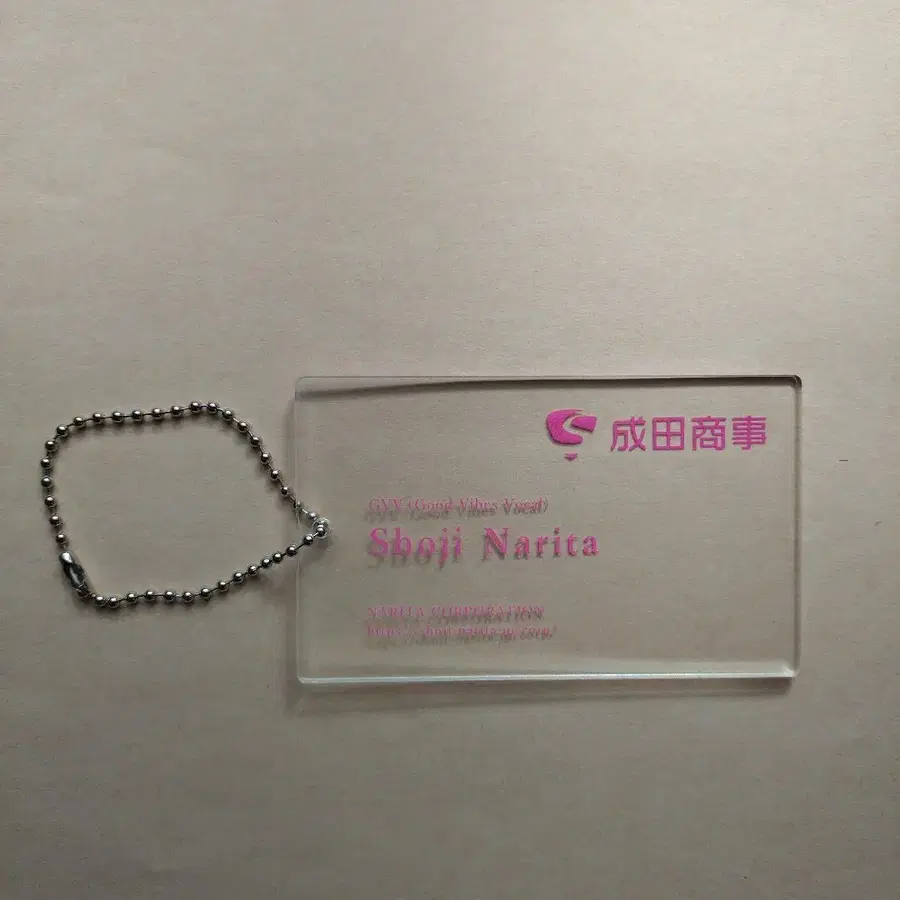 成田商事
GVV (Good Vibes Vocal)
Shoji Narita
NARITA CORPORATION